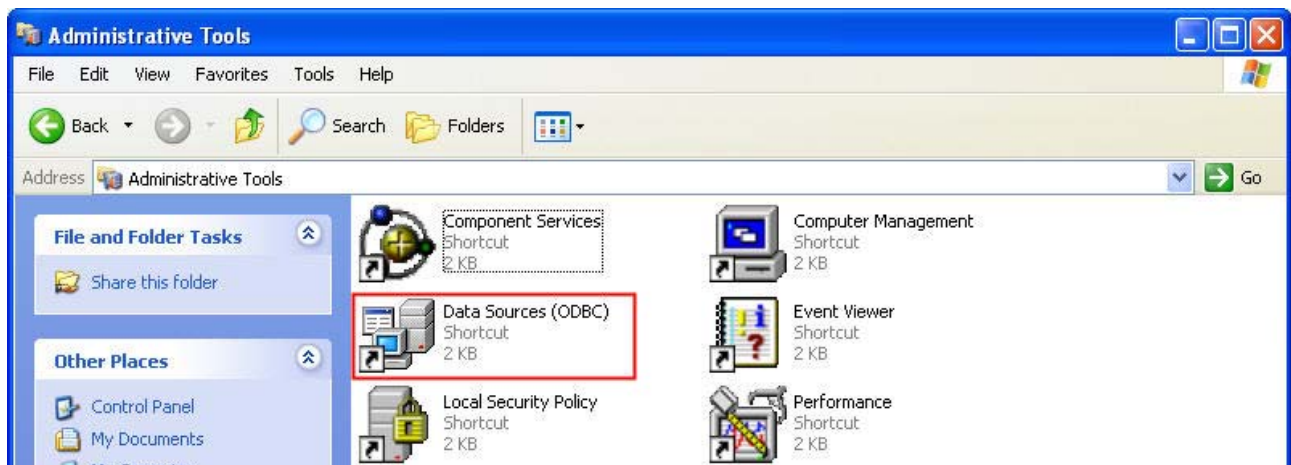 Administrative Tools
File Edit View Favorites Tools Help
Back Search Folders
Address Administrative Tools Go
File and Folder Tasks
Share this folder
Other Places
Control Panel
My Documents
Component Services
Shortcut
2 KB
Computer Management
Shortcut
2 KB
Data Sources (ODBC)
Shortcut
2 KB
Event Viewer
Shortcut
2 KB
Local Security Policy
Shortcut
2 KB
Performance
Shortcut
2 KB